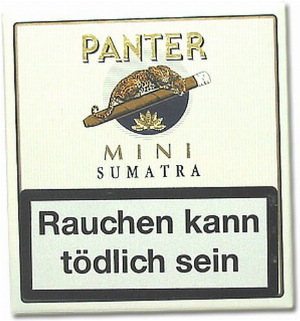 PANTER
MINI
SUMATRA
Rauchen kann
tödlich sein